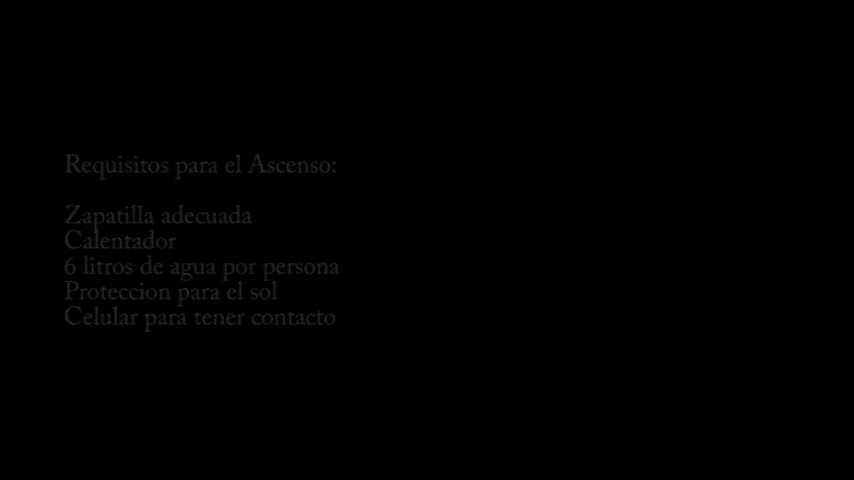 Requisitos para el Ascenso:
Zapatilla adecuada
Calentador
6 litros de agua por persona
Proteccion para el sol
Celular para tener contacto